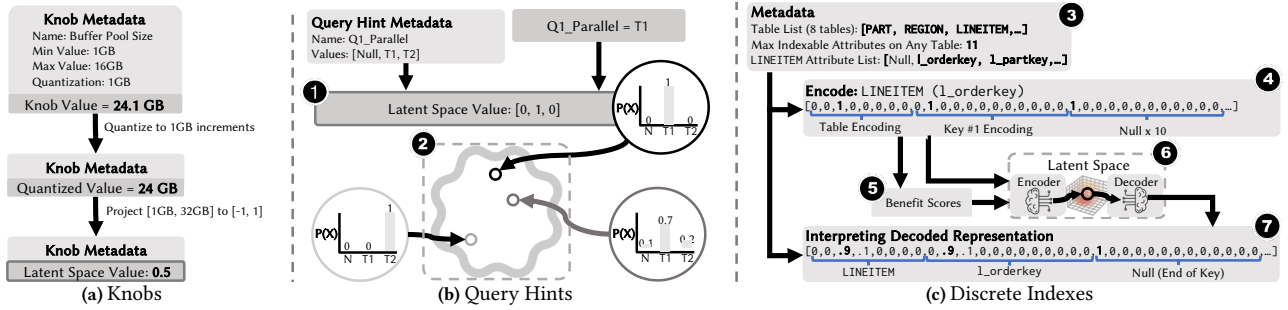 Knob Metadata
Name: Buffer Pool Size
Min Value: 1GB
Max Value: 16GB
Quantization: 1GB
Knob Value = 24.1 GB
Quantize to 1GB increments
Knob Metadata
Quantized Value = 24 GB
Project [1GB, 32GB] to [-1, 1]
Knob Metadata
Latent Space Value: 0.5
(a) Knobs
Query Hint Metadata
Name: Q1_Parallel
Values: [Null, T1, T2]
Q1_Parallel = T1
1
Latent Space Value: [0, 1, 0]
P(X)
1
0
0
N
T1
T2
2
P(X)
1
0
0
N
T1
T2
P(X)
0.7
0.1
0.2
N
T1
T2
(b) Query Hints
Metadata
3
Table List (8 tables): [PART, REGION, LINEITEM,…]
Max Indexable Attributes on Any Table: 11
LINEITEM Attribute List: [Null, l_orderkey, l_partkey,…]
4
Encode: LINEITEM (l_orderkey)
[0,0,1,0,0,0,0,0,0,1,0,0,0,0,0,0,0,0,0,0,1,0,0,0,0,0,0,0,0,0,0,0,…]
Table Encoding
Key #1 Encoding
Null x 10
5
Benefit Scores
6
Latent Space
Encoder
Decoder
7
Interpreting Decoded Representation
[0,0,.9,.1,0,0,0,0,0,.9,.1,0,0,0,0,0,0,0,0,0,1,0,0,0,0,0,0,0,0,0,0,0,…]
LINEITEM
l_orderkey
Null (End of Key)
(c) Discrete Indexes